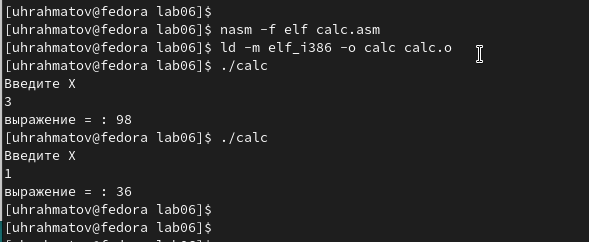 [uhrahmatov@fedora lab06]$
[uhrahmatov@fedora lab06]$ nasm -f elf calc.asm
[uhrahmatov@fedora lab06]$ ld -m elf_i386 -o calc calc.o
[uhrahmatov@fedora lab06]$ ./calc
Введите X
3
выражение = : 98
[uhrahmatov@fedora lab06]$ ./calc
Введите X
1
выражение = : 36
[uhrahmatov@fedora lab06]$
[uhrahmatov@fedora lab06]$